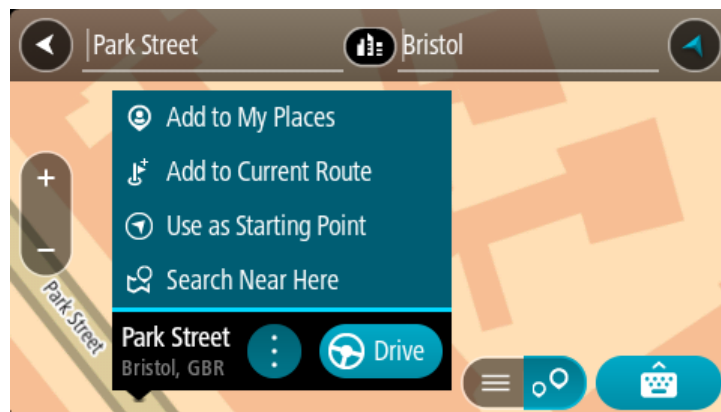 Park Street Bristol
Add to My Places
Add to Current Route
Use as Starting Point
Search Near Here
Park Street
Park Street
Bristol, GBR
Drive